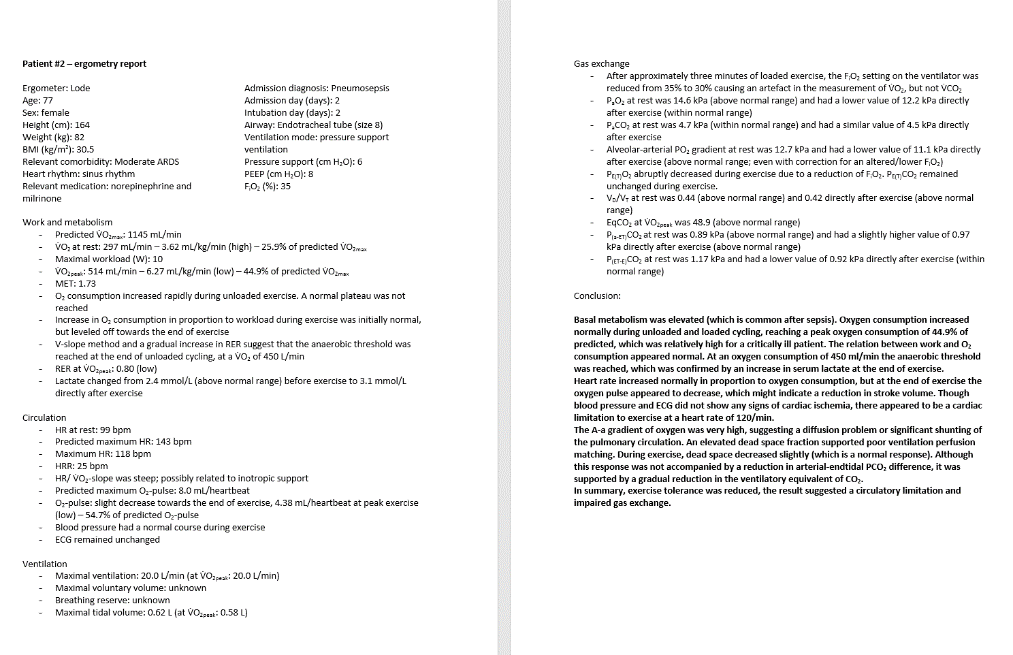 Patient #2 – ergometry report
Ergometer: Lode
Age: 77
Sex: female
Height (cm): 164
Weight (kg): 82
BMI (kg/m²): 30.5
Relevant comorbidity: Moderate ARDS
Heart rhythm: sinus rhythm
Relevant medication: norepinephrine and
milrinone
Admission diagnosis: Pneumosepsis
Admission day (days): 2
Intubation day (days): 2
Airway: Endotracheal tube (size 8)
Ventilation mode: pressure support
ventilation
Pressure support (cm H₂O): 6
PEEP (cm H₂O): 8
FᵢO₂ (%): 35
Work and metabolism
- Predicted V̇O₂ₘₐₓ: 1145 mL/min
- V̇O₂ at rest: 297 mL/min – 3.62 mL/kg/min (high) – 25.9% of predicted V̇O₂ₘₐₓ
- Maximal workload (W): 10
- V̇O₂peak: 514 mL/min – 6.27 mL/kg/min (low) – 44.9% of predicted V̇O₂ₘₐₓ
- MET: 1.73
- O₂ consumption increased rapidly during unloaded exercise. A normal plateau was not
reached
- Increase in O₂ consumption in proportion to workload during exercise was initially normal,
but leveled off towards the end of exercise
- V-slope method and a gradual increase in RER suggest that the anaerobic threshold was
reached at the end of unloaded cycling, at a V̇O₂ of 450 L/min
- RER at V̇O₂peak: 0.80 (low)
- Lactate changed from 2.4 mmol/L (above normal range) before exercise to 3.1 mmol/L
directly after exercise
Circulation
- HR at rest: 99 bpm
- Predicted maximum HR: 143 bpm
- Maximum HR: 118 bpm
- HRR: 25 bpm
- HR/ V̇O₂-slope was steep; possibly related to inotropic support
- Predicted maximum O₂-pulse: 8.0 mL/heartbeat
- O₂-pulse: slight decrease towards the end of exercise, 4.38 mL/heartbeat at peak exercise
(low) – 54.7% of predicted O₂-pulse
- Blood pressure had a normal course during exercise
- ECG remained unchanged
Ventilation
- Maximal ventilation: 20.0 L/min (at V̇O₂peak: 20.0 L/min)
- Maximal voluntary volume: unknown
- Breathing reserve: unknown
- Maximal tidal volume: 0.62 L (at V̇O₂peak: 0.58 L)
Gas exchange
- After approximately three minutes of loaded exercise, the FᵢO₂ setting on the ventilator was
reduced from 35% to 30% causing an artefact in the measurement of V̇O₂, but not V̇CO₂
- PₐO₂ at rest was 14.6 kPa (above normal range) and had a lower value of 12.2 kPa directly
after exercise (within normal range)
- PₐCO₂ at rest was 4.7 kPa (within normal range) and had a similar value of 4.5 kPa directly
after exercise
- Alveolar-arterial PO₂ gradient at rest was 12.7 kPa and had a lower value of 11.1 kPa directly
after exercise (above normal range; even with correction for an altered/lower FᵢO₂)
- PE(T)O₂ abruptly decreased during exercise due to a reduction of FᵢO₂. PE(T)CO₂ remained
unchanged during exercise.
- VD/VT at rest was 0.44 (above normal range) and 0.42 directly after exercise (above normal
range)
- EqCO₂ at V̇O₂peak was 48.9 (above normal range)
- P(a-ET)CO₂ at rest was 0.89 kPa (above normal range) and had a slightly higher value of 0.97
kPa directly after exercise (above normal range)
- P(ET-E)CO₂ at rest was 1.17 kPa and had a lower value of 0.92 kPa directly after exercise (within
normal range)
Conclusion:
Basal metabolism was elevated (which is common after sepsis). Oxygen consumption increased
normally during unloaded and loaded cycling, reaching a peak oxygen consumption of 44.9% of
predicted, which was relatively high for a critically ill patient. The relation between work and O₂
consumption appeared normal. At an oxygen consumption of 450 ml/min the anaerobic threshold
was reached, which was confirmed by an increase in serum lactate at the end of exercise.
Heart rate increased normally in proportion to oxygen consumption, but at the end of exercise the
oxygen pulse appeared to decrease, which might indicate a reduction in stroke volume. Though
blood pressure and ECG did not show any signs of cardiac ischemia, there appeared to be a cardiac
limitation to exercise at a heart rate of 120/min.
The A-a gradient of oxygen was very high, suggesting a diffusion problem or significant shunting of
the pulmonary circulation. An elevated dead space fraction supported poor ventilation perfusion
matching. During exercise, dead space decreased slightly (which is a normal response). Although
this response was not accompanied by a reduction in arterial-endtidal PCO₂ difference, it was
supported by a gradual reduction in the ventilatory equivalent of CO₂.
In summary, exercise tolerance was reduced, the result suggested a circulatory limitation and
impaired gas exchange.